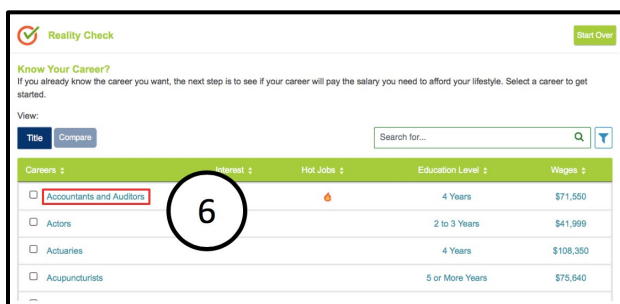 Reality Check
Start Over
Know Your Career?
If you already know the career you want, the next step is to see if your career will pay the salary you need to afford your lifestyle. Select a career to get
started.
View:
Title Compare Search for...
Careers Interest Hot Jobs Education Level Wages
Accountants and Auditors 4 Years $71,550
6
Actors 2 to 3 Years $41,999
Actuaries 4 Years $108,350
Acupuncturists 5 or More Years $75,640